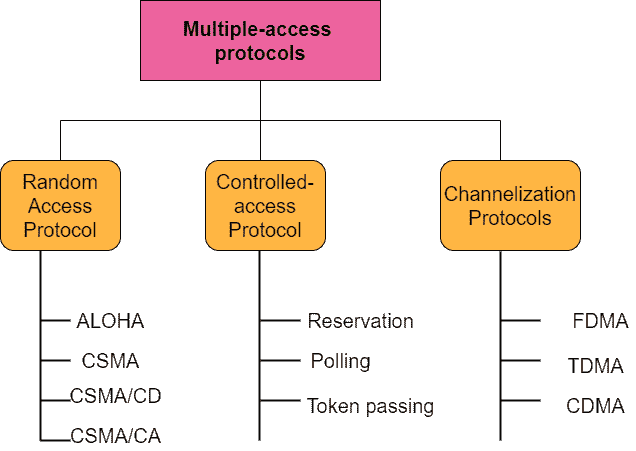 Multiple-access
protocols
Random
Access
Protocol
Controlled-
access
Protocol
Channelization
Protocols
ALOHA
CSMA
CSMA/CD
CSMA/CA
Reservation
Polling
Token passing
FDMA
TDMA
CDMA